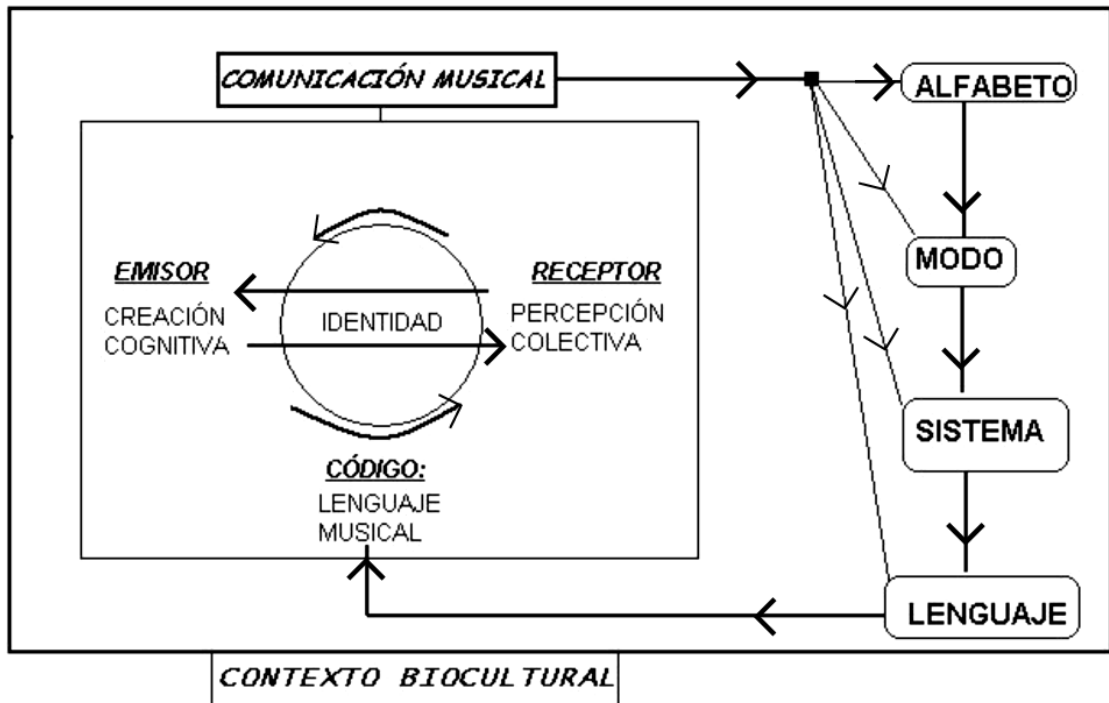 COMUNICACIÓN MUSICAL
ALFABETO
MODO
SISTEMA
LENGUAJE
EMISOR
CREACIÓN
COGNITIVA
IDENTIDAD
RECEPTOR
PERCEPCIÓN
COLECTIVA
CÓDIGO:
LENGUAJE
MUSICAL
CONTEXTO BIOCULTURAL